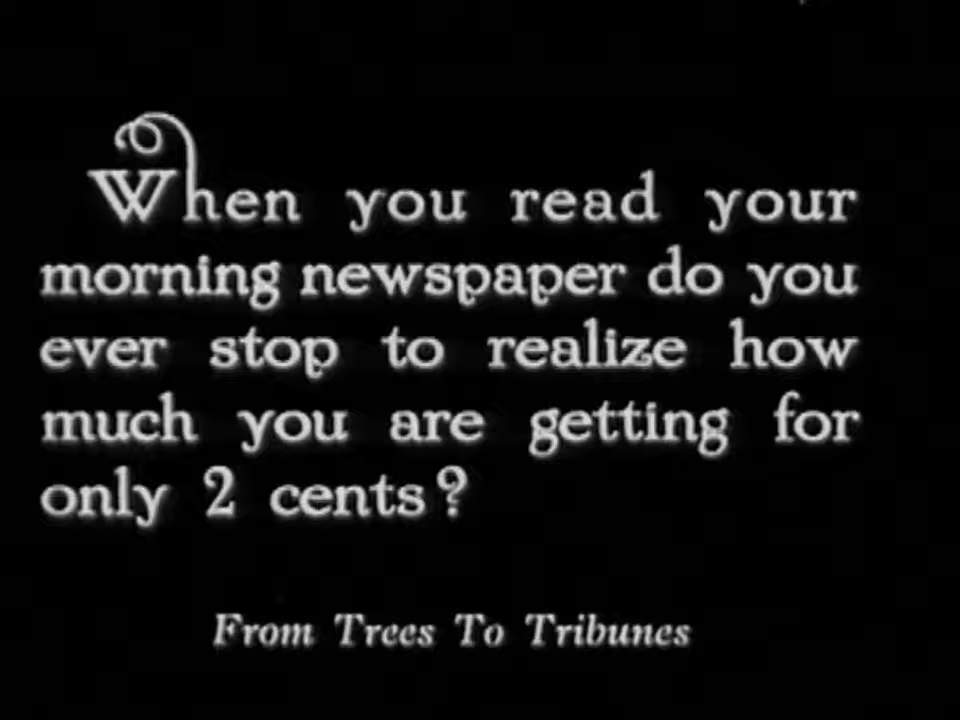 When you read your
morning newspaper do you
ever stop to realize how
much you are getting for
only 2 cents?
From Trees To Tribunes